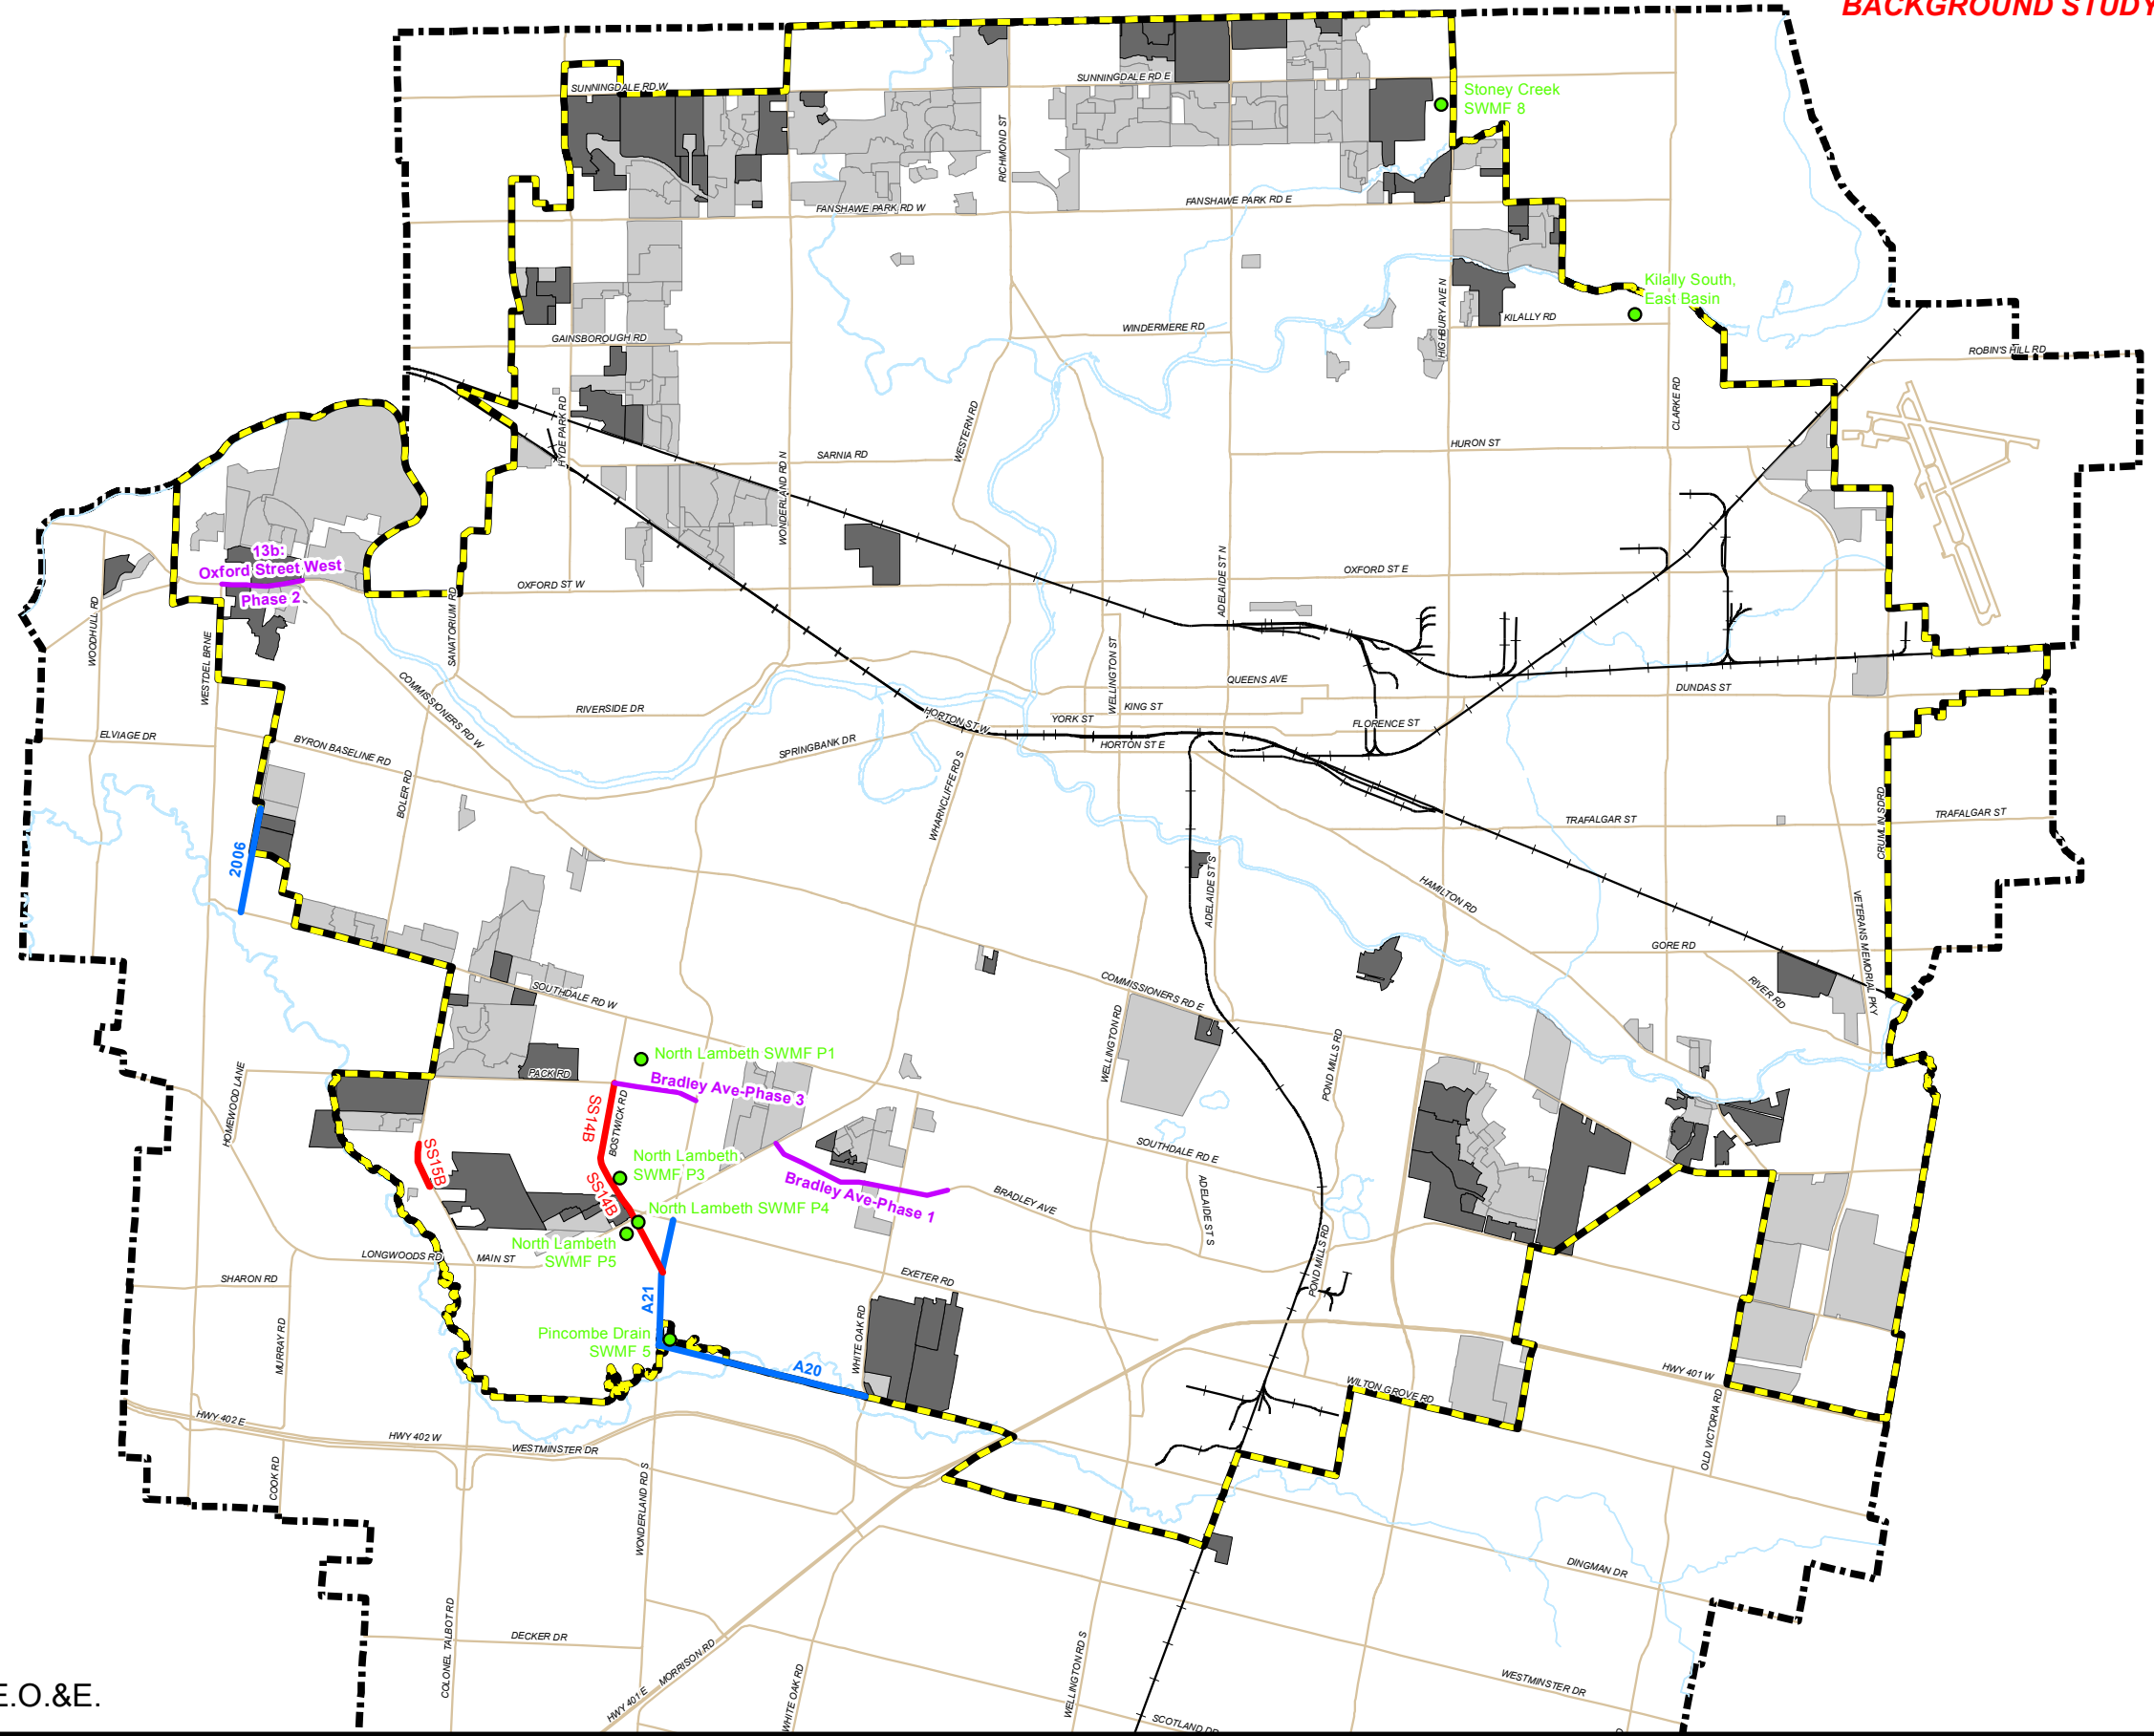 BACKGROUND STUDY
SUNNINGDALE RD W
SUNNINGDALE RD E
Stoney Creek
SWMF 8
RICHMOND ST
FANSHAWE PARK RD W
FANSHAWE PARK RD E
Kilally South,
East Basin
HIGHBURY AVE N
KILALLY RD
WINDERMERE RD
GAINSBOROUGH RD
ROBIN'S HILL RD
CLARKE RD
HYDE PARK RD
WESTERN RD
HURON ST
SARNIA RD
WONDERLAND RD N
13b:
Oxford Street West
Phase 2
OXFORD ST W
OXFORD ST E
ADELAIDE ST N
WOODHULL RD
WESTDEL BRNE
SANATORIUM RD
COMMISSIONERS RD W
WELLINGTON ST
QUEENS AVE
DUNDAS ST
RIVERSIDE DR
KING ST
HORTON ST W
YORK ST
FLORENCE ST
HORTON ST E
ELVIAGE DR
BYRON BASELINE RD
SPRINGBANK DR
BOLER RD
WHARNCLIFFE RD S
2006
TRAFALGAR ST
TRAFALGAR ST
CRUMLIN SDRD
ADELAIDE ST S
HAMILTON RD
VETERANS MEMORIAL PKY
GORE RD
RIVER RD
SOUTHDALE RD W
COMMISSIONERS RD E
WELLINGTON RD
POND MILLS RD
North Lambeth SWMF P1
PACK RD
Bradley Ave-Phase 3
HOMEWOOD LANE
SS14B
BOSTWICK RD
SS15B
North Lambeth
SWMF P3
SS14B
North Lambeth SWMF P4
Bradley Ave-Phase 1
SOUTHDALE RD E
BRADLEY AVE
ADELAIDE ST S
POND MILLS RD
LONGWOODS RD
MAIN ST
North Lambeth
SWMF P5
SHARON RD
EXETER RD
A21
MURRAY RD
Pincombe Drain
SWMF 5
A20
WHITE OAK RD
WILTON GROVE RD
HWY 401 W
OLD VICTORIA RD
HWY 402 E
HWY 402 W
WESTMINSTER DR
COOK RD
WONDERLAND RD S
DINGMAN DR
COLONEL TALBOT RD
DECKER DR
MORRISON RD
HWY 401 E
WHITE OAK RD
WELLINGTON RD S
WESTMINSTER DR
E.O.&E.
SCOTLAND DR